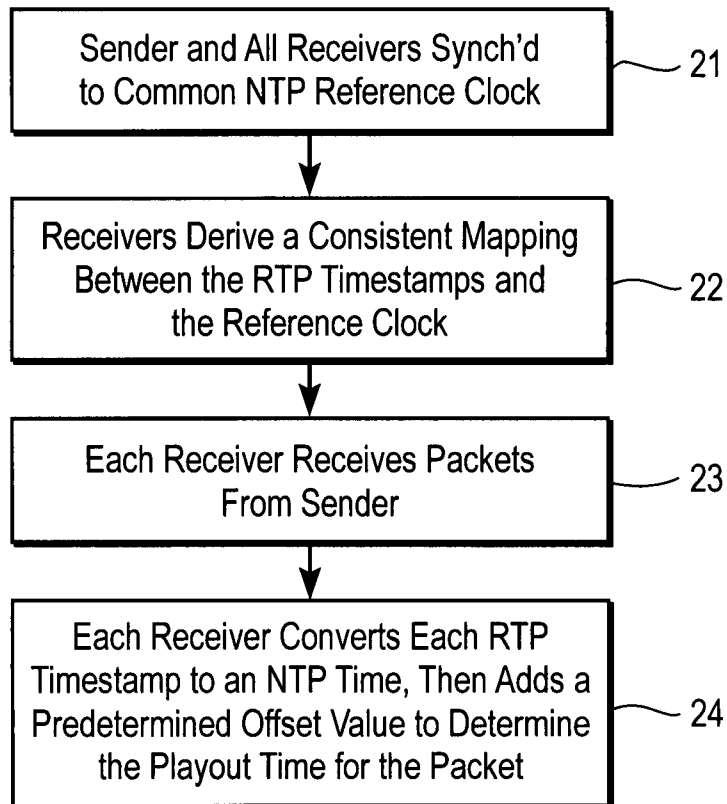 Sender and All Receivers Synch'd
to Common NTP Reference Clock
21
Receivers Derive a Consistent Mapping
Between the RTP Timestamps and
the Reference Clock
22
Each Receiver Receives Packets
From Sender
23
Each Receiver Converts Each RTP
Timestamp to an NTP Time, Then Adds a
Predetermined Offset Value to Determine
the Playout Time for the Packet
24